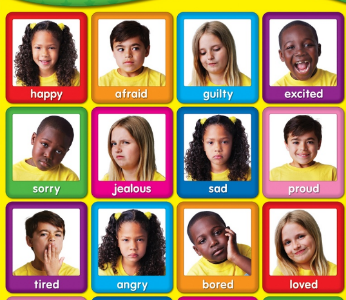 happy afraid guilty excited
sorry jealous sad proud
tired angry bored loved